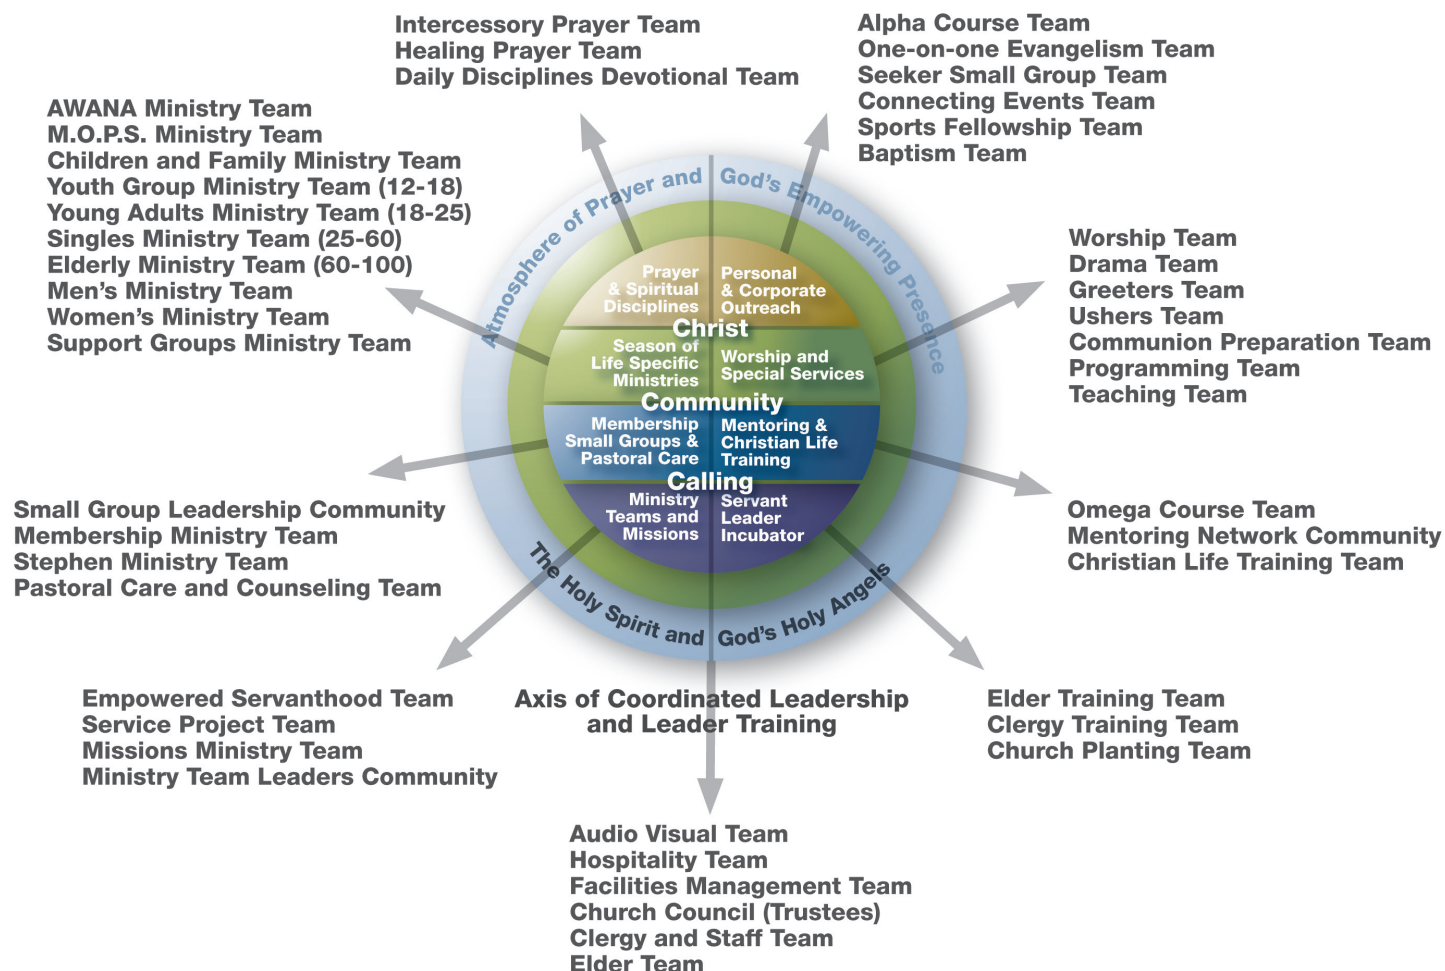 Intercessory Prayer Team
Healing Prayer Team
Daily Disciplines Devotional Team
Alpha Course Team
One-on-one Evangelism Team
Seeker Small Group Team
Connecting Events Team
Sports Fellowship Team
Baptism Team
AWANA Ministry Team
M.O.P.S. Ministry Team
Children and Family Ministry Team
Youth Group Ministry Team (12-18)
Young Adults Ministry Team (18-25)
Singles Ministry Team (25-60)
Elderly Ministry Team (60-100)
Men’s Ministry Team
Women’s Ministry Team
Support Groups Ministry Team
Worship Team
Drama Team
Greeters Team
Ushers Team
Communion Preparation Team
Programming Team
Teaching Team
Atmosphere of Prayer and
God’s Empowering Presence
Prayer
& Spiritual
Disciplines
Personal
& Corporate
Outreach
Christ
Season of
Life Specific
Ministries
Worship and
Special Services
Community
Membership
Small Groups &
Pastoral Care
Mentoring &
Christian Life
Training
Calling
Ministry
Teams and
Missions
Servant
Leader
Incubator
The Holy Spirit and
God’s Holy Angels
Small Group Leadership Community
Membership Ministry Team
Stephen Ministry Team
Pastoral Care and Counseling Team
Omega Course Team
Mentoring Network Community
Christian Life Training Team
Empowered Servanthood Team
Service Project Team
Missions Ministry Team
Ministry Team Leaders Community
Axis of Coordinated Leadership
and Leader Training
Elder Training Team
Clergy Training Team
Church Planting Team
Audio Visual Team
Hospitality Team
Facilities Management Team
Church Council (Trustees)
Clergy and Staff Team
Elder Team